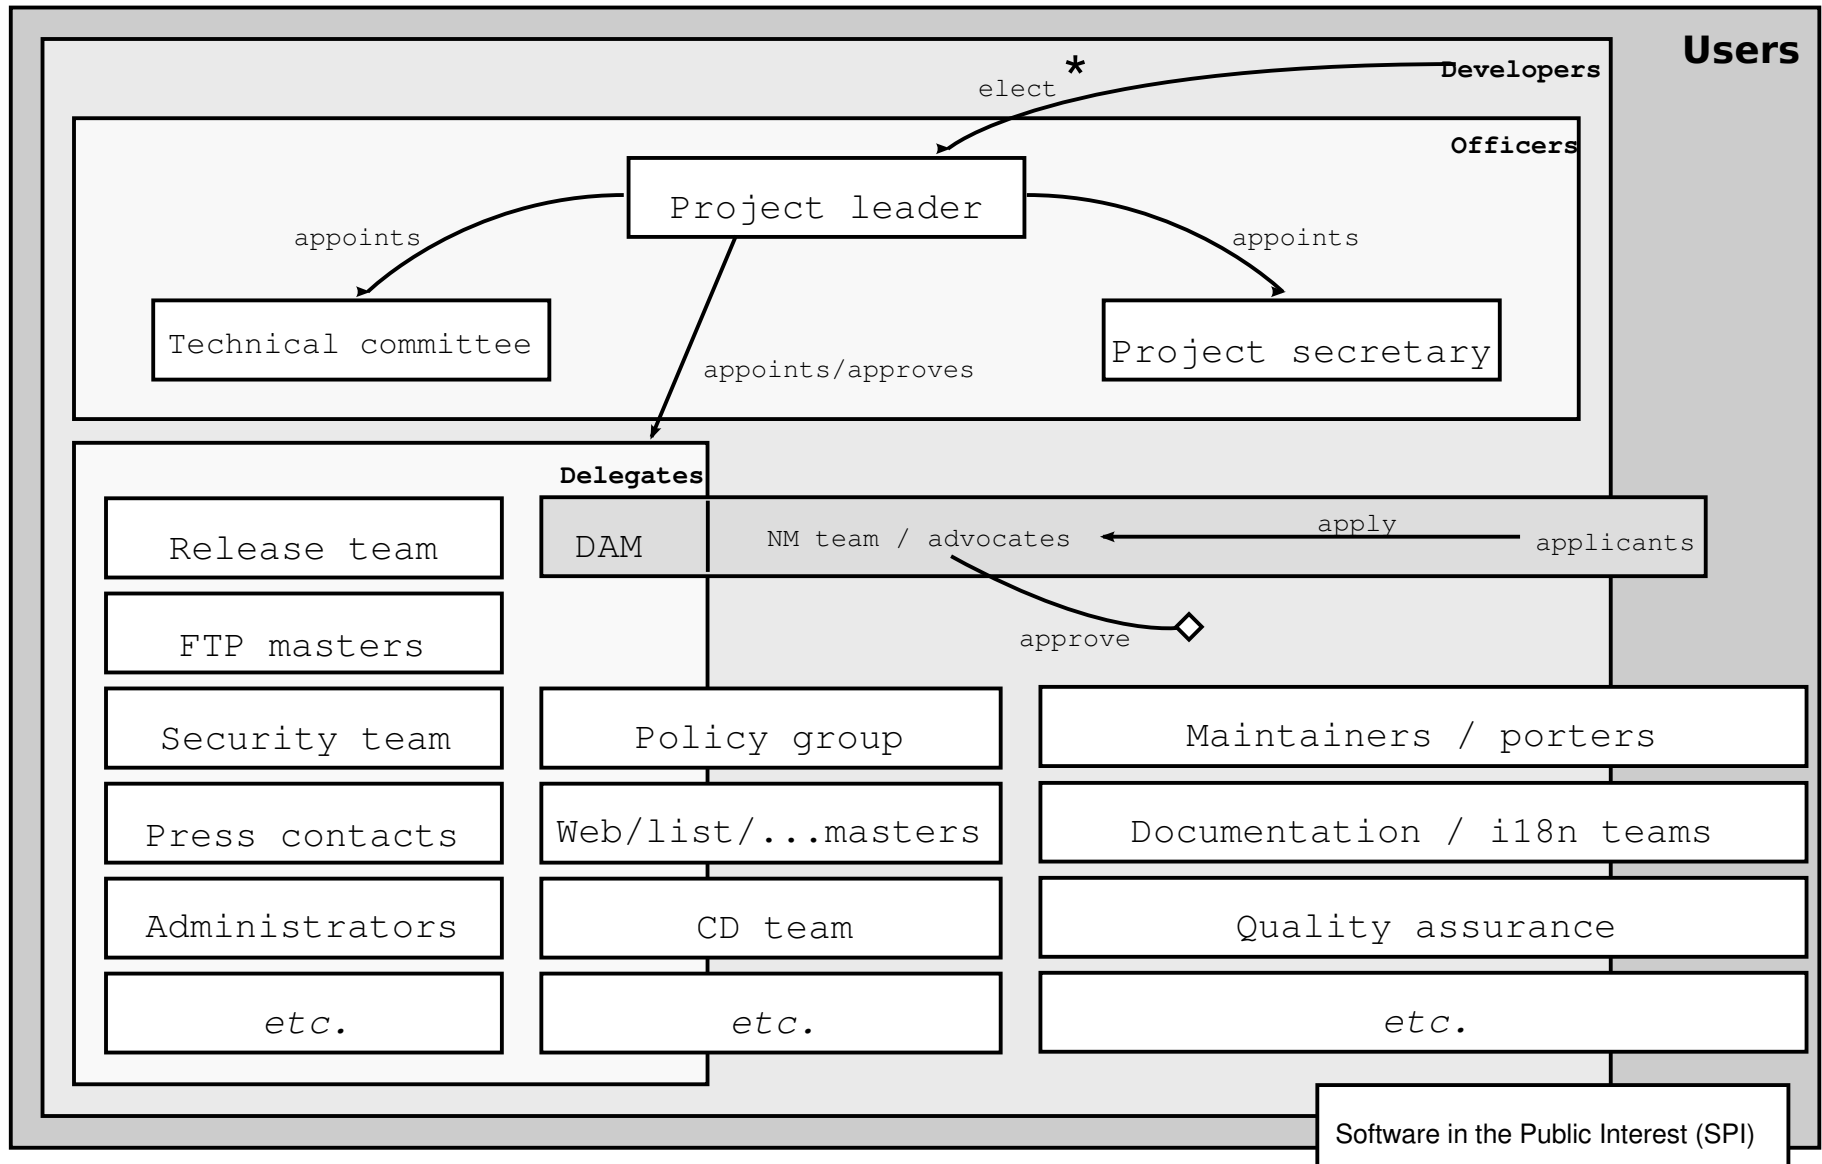 Users
Developers
*
elect
Officers
Project leader
appoints
appoints
Technical committee
Project secretary
appoints/approves
Delegates
Release team
DAM
NM team / advocates
apply
applicants
FTP masters
approve
Security team
Policy group
Maintainers / porters
Press contacts
Web/list/...masters
Documentation / i18n teams
Administrators
CD team
Quality assurance
etc.
etc.
etc.
Software in the Public Interest (SPI)